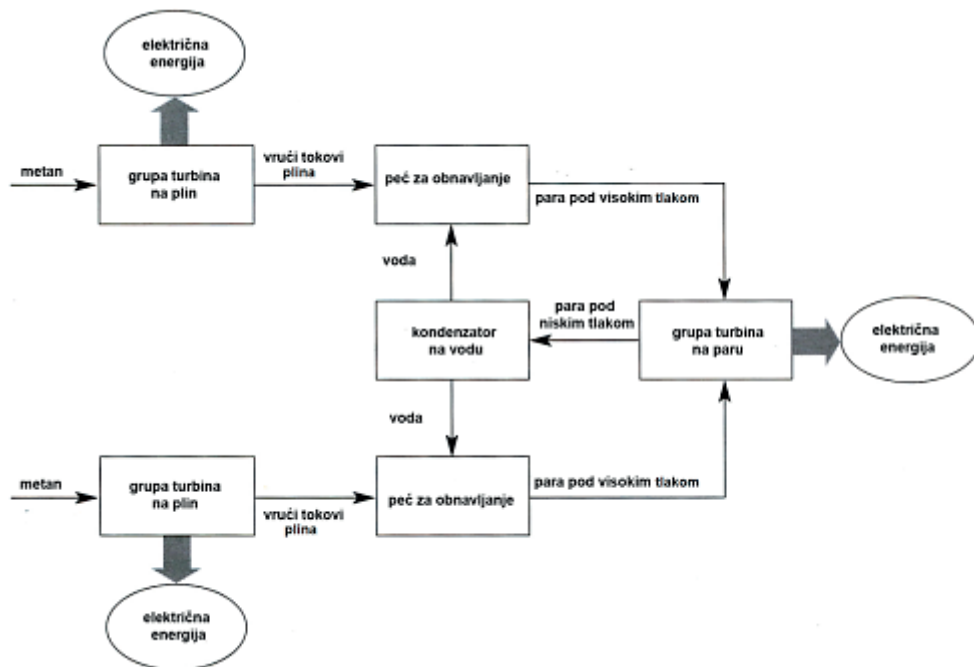 električna
energija
metan
grupa turbina
na plin
vrući tokovi
plina
peč za obnavljanje
para pod visokim tlakom
voda
kondenzator
na vodu
para pod
niskim tlakom
grupa turbina
na paru
električna
energija
voda
metan
grupa turbina
na plin
vrući tokovi
plina
peč za obnavljanje
para pod visokim tlakom
električna
energija